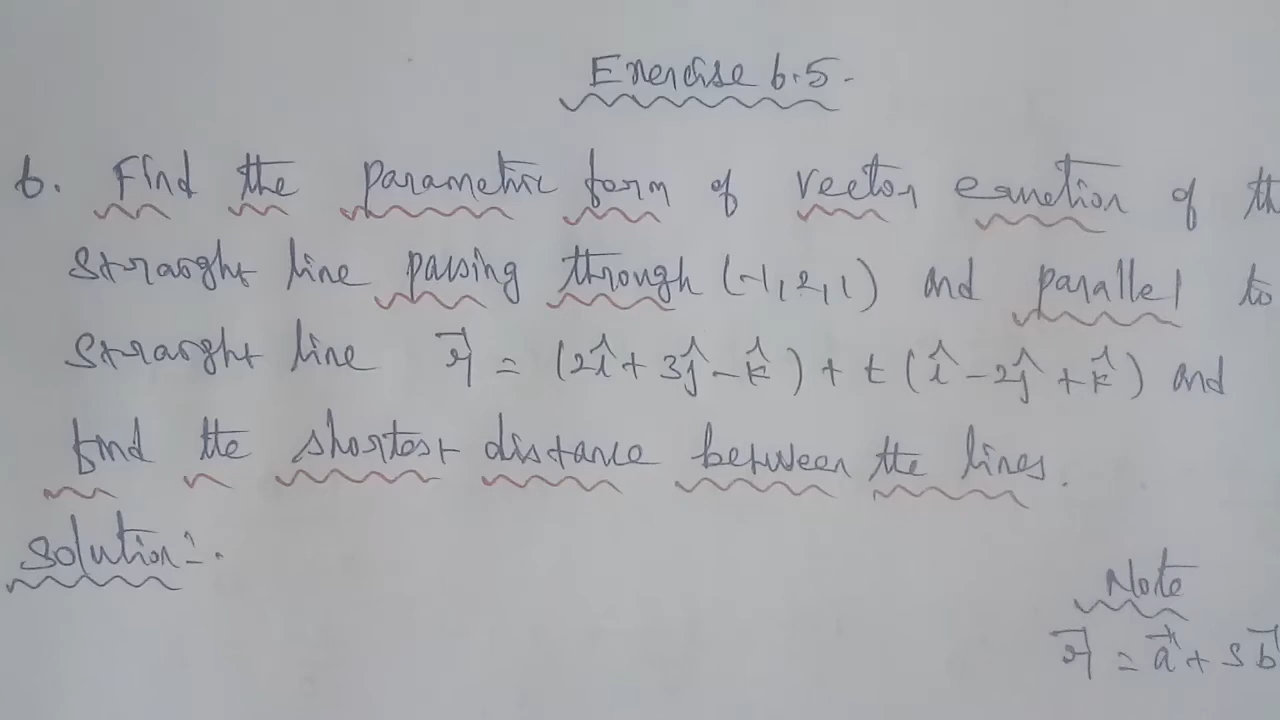 Exercise 6.5.
6. Find the parametric form of vector equation of th
straight line passing through (-1, 2, 1) and parallel to
straight line r⃗ = (2î + 3ĵ - k̂) + t (î - 2ĵ + k̂) and
find the shortest distance between the lines.
Solution:.
Note
r⃗ = a⃗ + s b⃗